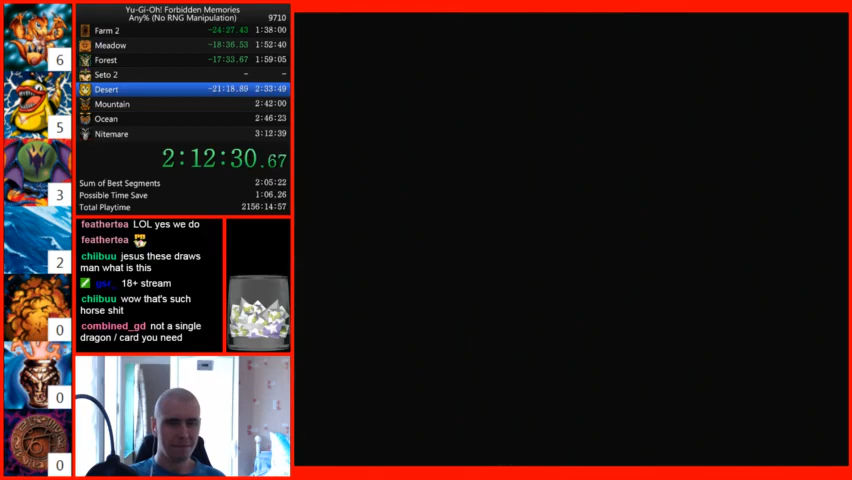 Yu-Gi-Oh! Forbidden Memories
Any% (No RNG Manipulation) 9710
Farm 2 -24:27.43 1:38:00
Meadow -18:36.53 1:52:40
Forest -17:33.67 1:59:05
Seto 2 - -
Desert -21:18.89 2:33:49
Mountain 2:42:00
Ocean 2:46:23
Nitemare 3:12:39
2:12:30.67
Sum of Best Segments 2:05:22
Possible Time Save 1:06.26
Total Playtime 2156:14:57
feathertea LOL yes we do
feathertea
chiibuu jesus these draws
man what is this
gsr_ 18+ stream
chiibuu wow that's such
horse shit
combined_gd not a single
dragon / card you need
6
5
3
2
0
0
0